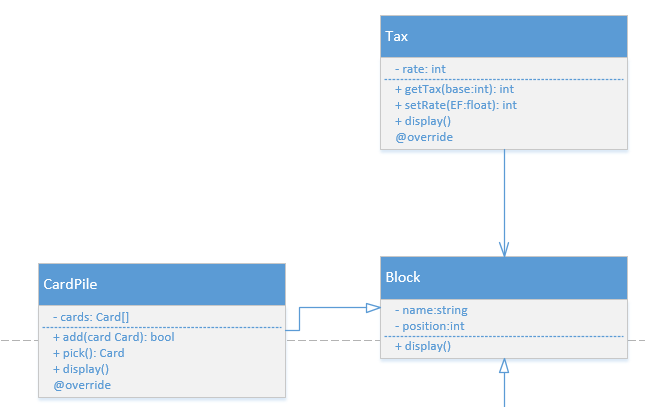 Tax
- rate: int
+ getTax(base:int): int
+ setRate(EF:float): int
+ display()
@override
CardPile
- cards: Card[]
+ add(card Card): bool
+ pick(): Card
+ display()
@override
Block
- name:string
- position:int
+ display()